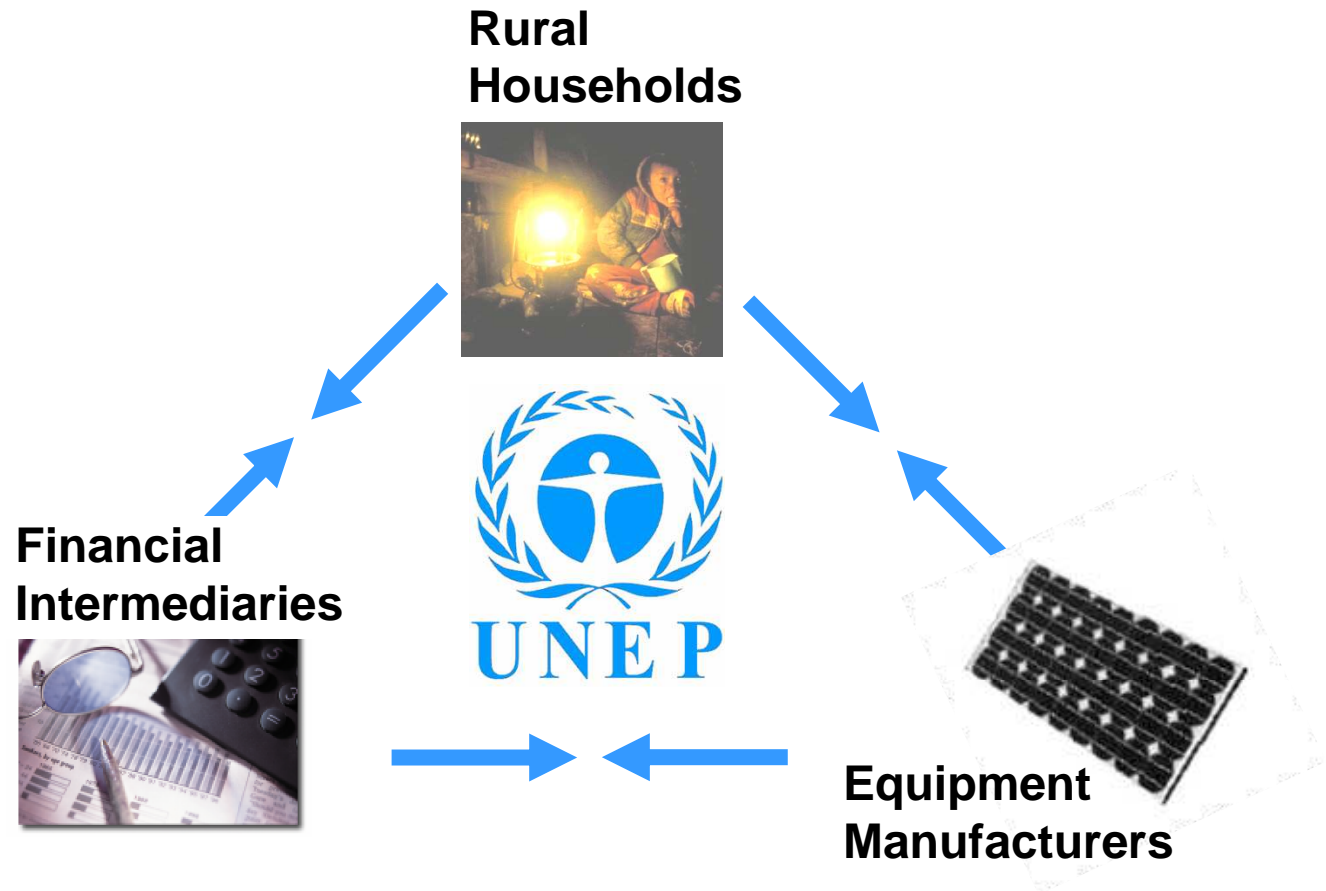 Rural
Households
UNEP
Financial
Intermediaries
Equipment
Manufacturers